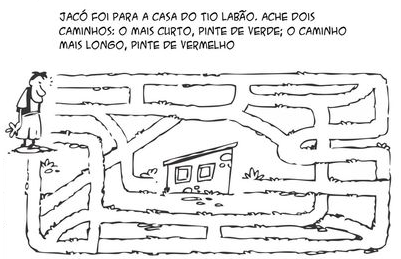 JACÓ FOI PARA A CASA DO TIO LABÃO. ACHE DOIS
CAMINHOS: O MAIS CURTO, PINTE DE VERDE; O CAMINHO
MAIS LONGO, PINTE DE VERMELHO